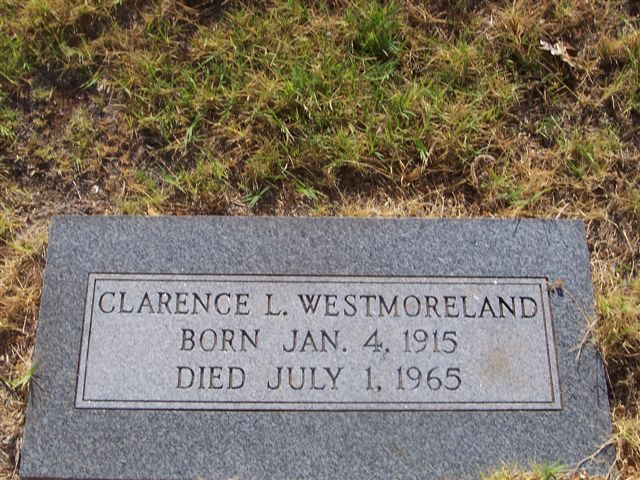 CLARENCE L. WESTMORELAND
BORN JAN. 4, 1915
DIED JULY 1, 1965